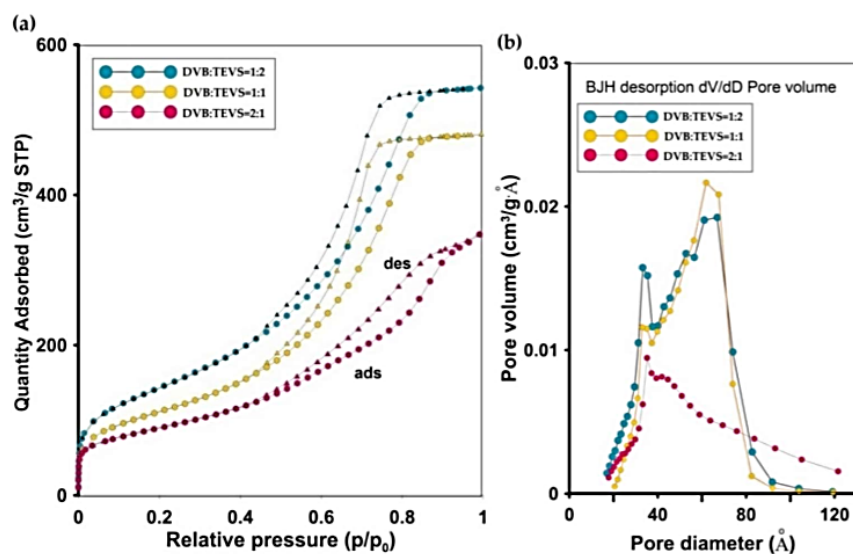 (a)
600
400
200
0
Quantity Adsorbed (cm³/g STP)
DVB:TEVS=1:2
DVB:TEVS=1:1
DVB:TEVS=2:1
des
ads
0 0.2 0.4 0.6 0.8 1
Relative pressure (p/p₀)
(b)
0.03
0.02
0.01
0
Pore volume (cm³/g·Å)
BJH desorption dV/dD Pore volume
DVB:TEVS=1:2
DVB:TEVS=1:1
DVB:TEVS=2:1
0 40 80 120
Pore diameter (Å)